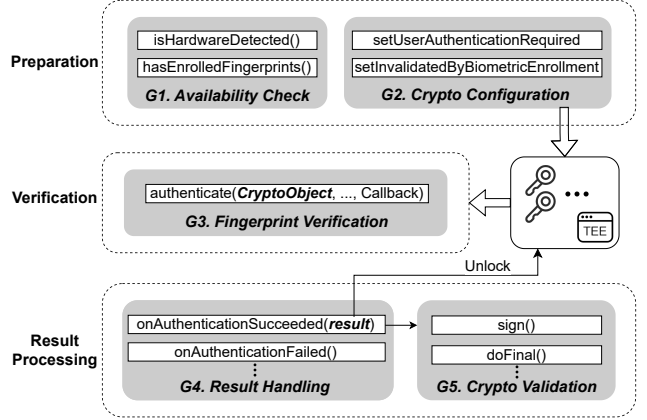 Preparation
isHardwareDetected()
hasEnrolledFingerprints()
G1. Availability Check
setUserAuthenticationRequired
setInvalidatedByBiometricEnrollment
G2. Crypto Configuration
Verification
authenticate(CryptoObject, ..., Callback)
G3. Fingerprint Verification
TEE
Unlock
Result
Processing
onAuthenticationSucceeded(result)
onAuthenticationFailed()
G4. Result Handling
sign()
doFinal()
G5. Crypto Validation